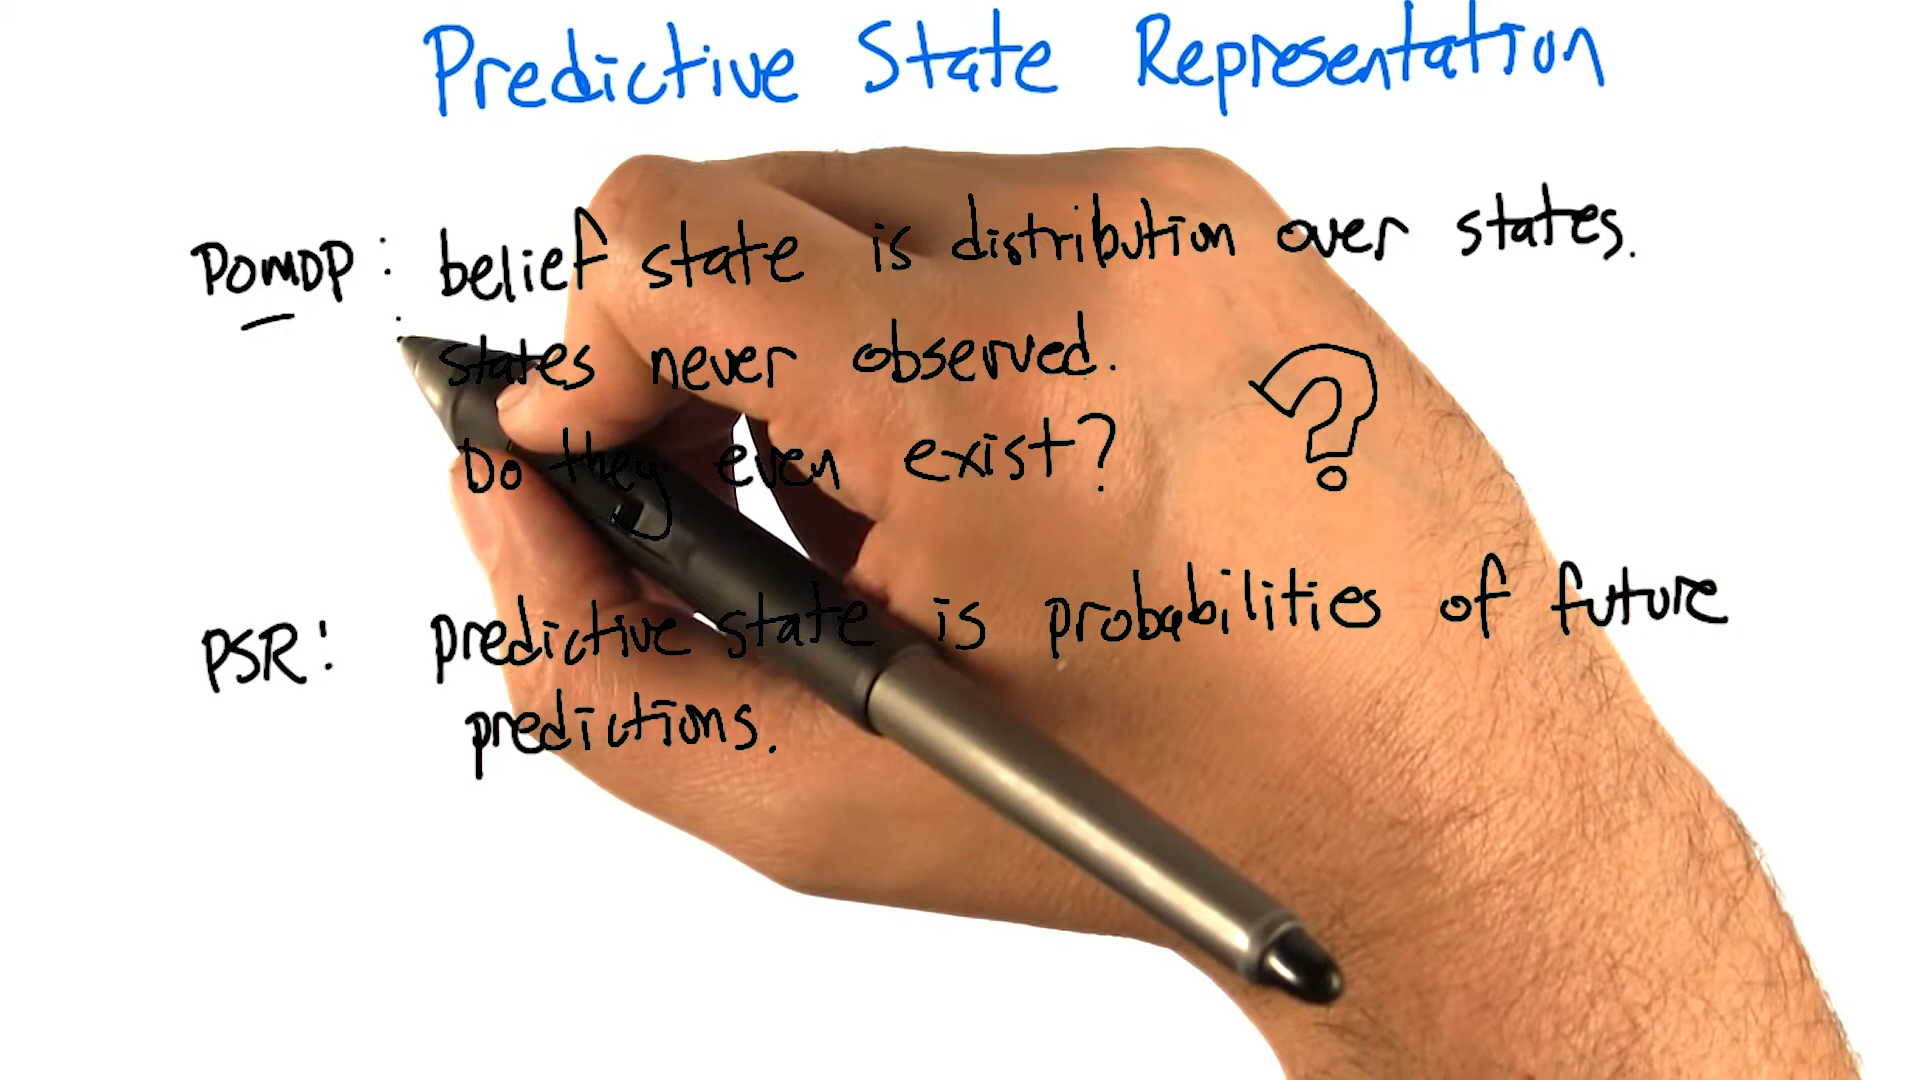 Predictive State Representation
POMDP: belief state is distribution over states.
states never observed.
Do they even exist? ?
PSR: predictive state is probabilities of future
predictions.